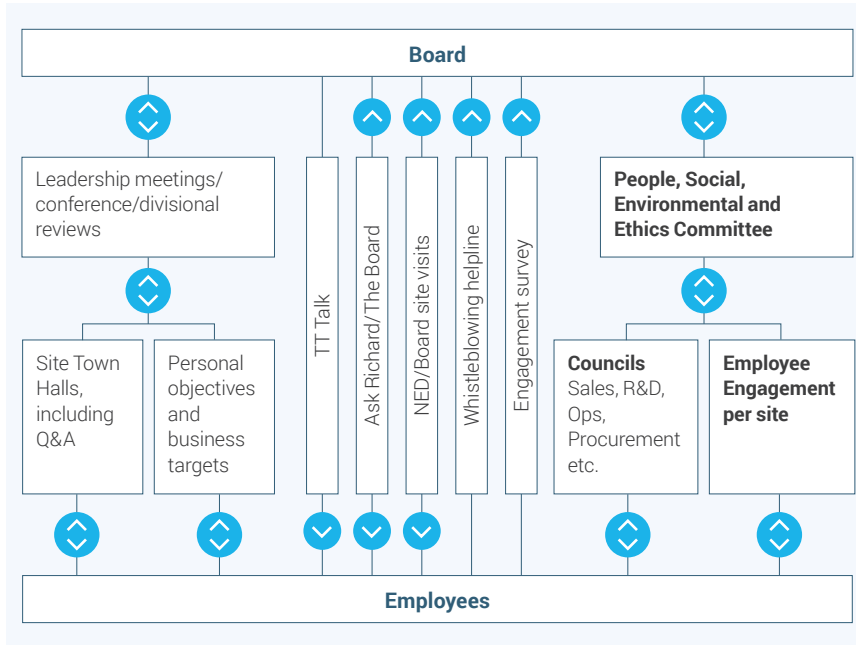 Board
Leadership meetings/
conference/divisional
reviews
People, Social,
Environmental and
Ethics Committee
TT Talk
Ask Richard/The Board
NED/Board site visits
Whistleblowing helpline
Engagement survey
Site Town
Halls,
including
Q&A
Personal
objectives
and
business
targets
Councils
Sales, R&D,
Ops,
Procurement
etc.
Employee
Engagement
per site
Employees